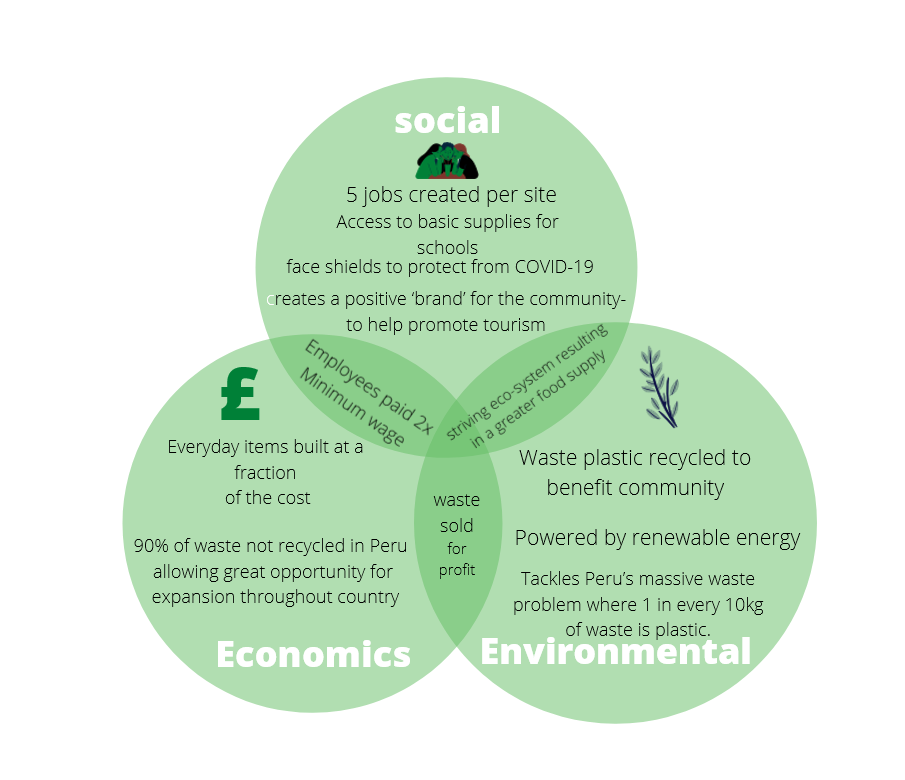 social
5 jobs created per site
Access to basic supplies for
schools
face shields to protect from COVID-19
creates a positive ‘brand’ for the community-
to help promote tourism
Employees paid 2x
Minimum wage
striving eco-system resulting
in a greater food supply
£
Everyday items built at a
fraction
of the cost
90% of waste not recycled in Peru
allowing great opportunity for
expansion throughout country
Economics
waste
sold
for
profit
Waste plastic recycled to
benefit community
Powered by renewable energy
Tackles Peru’s massive waste
problem where 1 in every 10kg
of waste is plastic.
Environmental